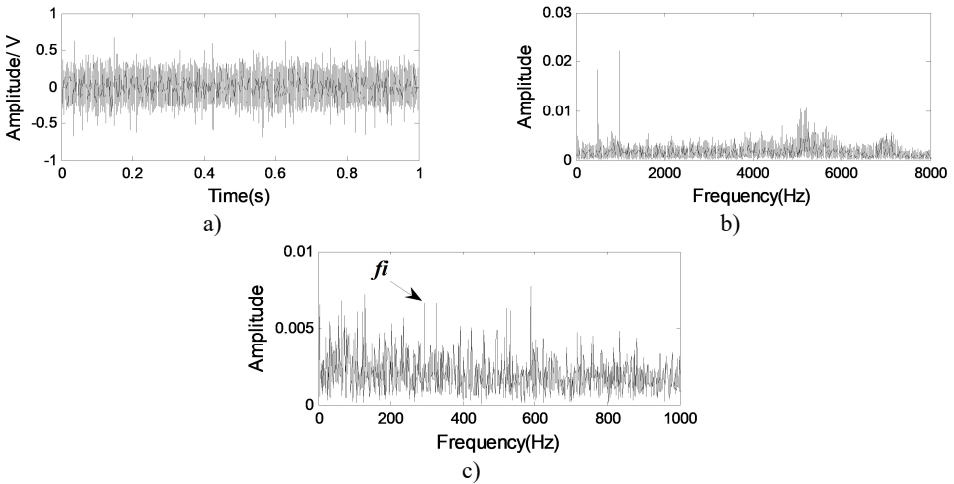 1
0.5
0
-0.5
-1
Amplitude/ V
0 0.2 0.4 0.6 0.8 1
Time(s)
a)
0.03
0.02
0.01
0
Amplitude
0 2000 4000 6000 8000
Frequency(Hz)
b)
0.01
0.005
0
Amplitude
fi
0 200 400 600 800 1000
Frequency(Hz)
c)